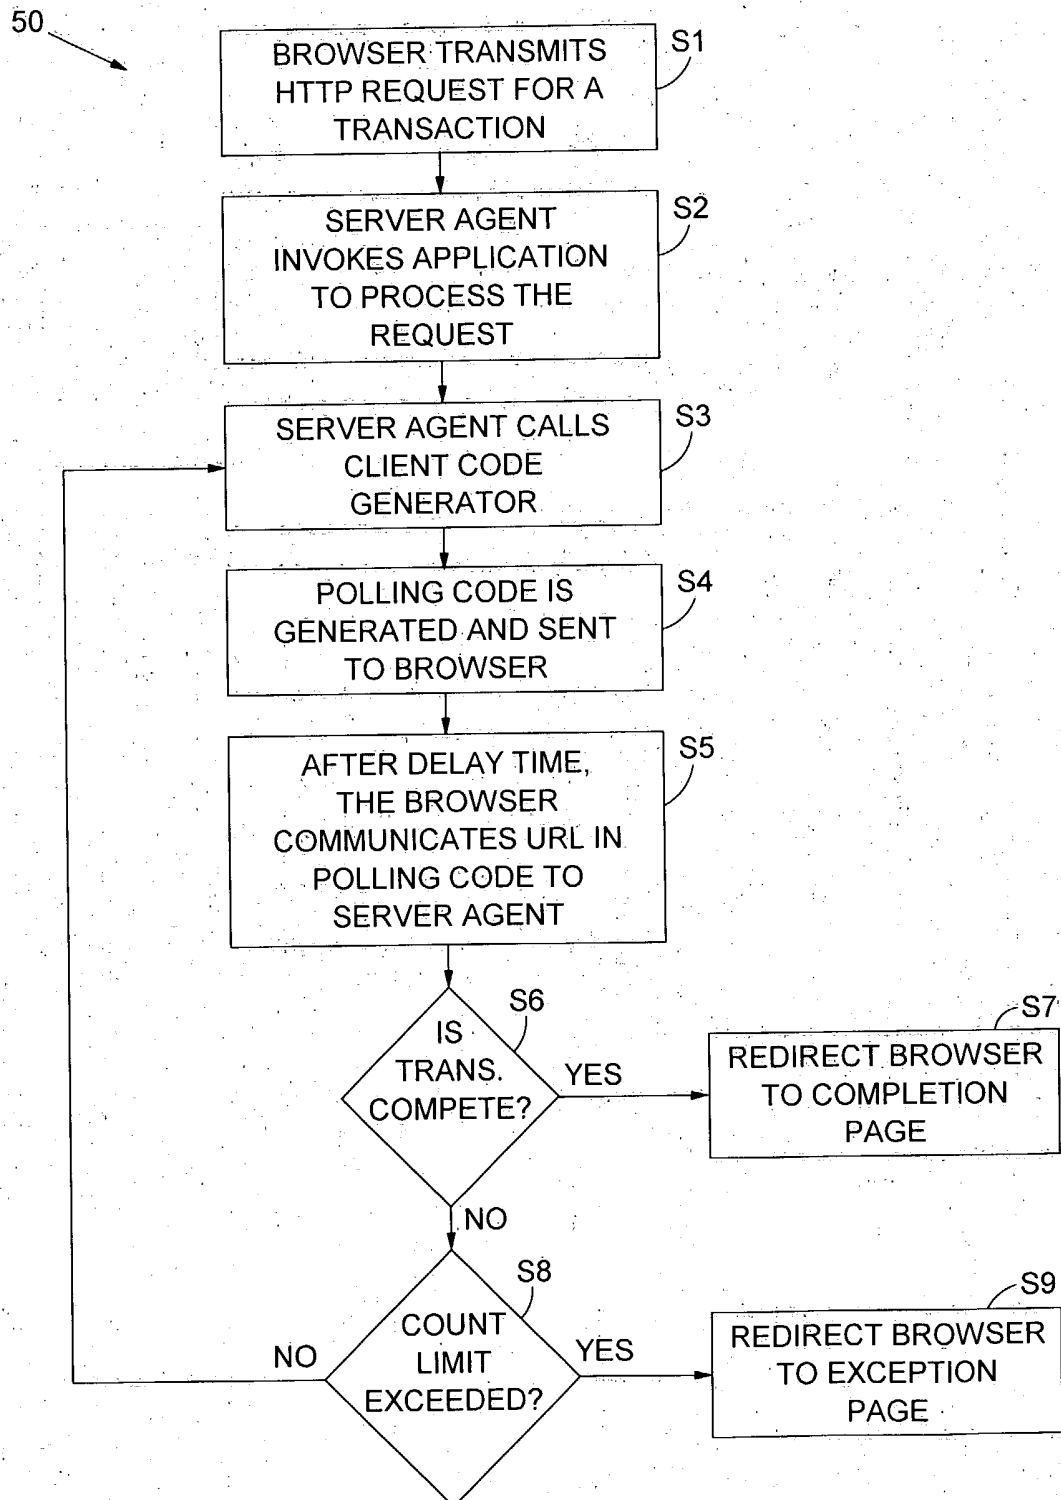 50
BROWSER TRANSMITS
HTTP REQUEST FOR A
TRANSACTION
S1
SERVER AGENT
INVOKES APPLICATION
TO PROCESS THE
REQUEST
S2
SERVER AGENT CALLS
CLIENT CODE
GENERATOR
S3
POLLING CODE IS
GENERATED AND SENT
TO BROWSER
S4
AFTER DELAY TIME,
THE BROWSER
COMMUNICATES URL IN
POLLING CODE TO
SERVER AGENT
S5
IS
TRANS.
COMPETE?
S6
YES
REDIRECT BROWSER
TO COMPLETION
PAGE
S7
NO
COUNT
LIMIT
EXCEEDED?
S8
NO
YES
REDIRECT BROWSER
TO EXCEPTION
PAGE
S9